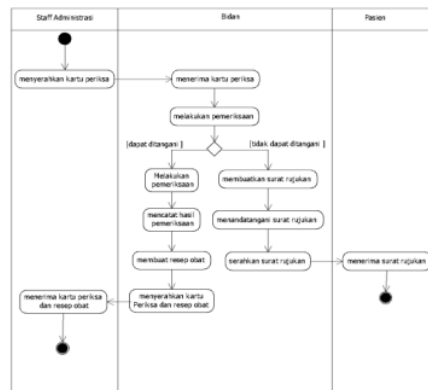 Staff Administrasi
Bidan
Pasien
menyerahkan kartu periksa
menerima kartu periksa
melakukan pemeriksaan
[dapat ditangani ]
[tidak dapat ditangani ]
Melakukan
pemeriksaan
membuatkan surat rujukan
mencatat hasil
pemeriksaan
menandatangani surat rujukan
membuat resep obat
serahkan surat rujukan
menerima surat rujukan
menerima kartu periksa
dan resep obat
menyerahkan kartu
Periksa dan resep obat